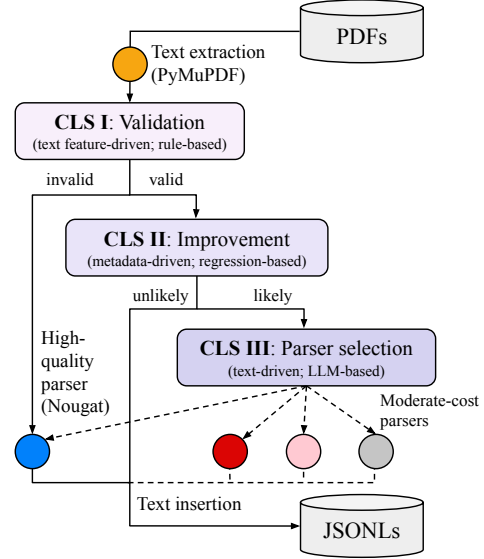 PDFs
Text extraction
(PyMuPDF)
CLS I: Validation
(text feature-driven; rule-based)
invalid
valid
CLS II: Improvement
(metadata-driven; regression-based)
unlikely
likely
CLS III: Parser selection
(text-driven; LLM-based)
High-
quality
parser
(Nougat)
Moderate-cost
parsers
Text insertion
JSONLs